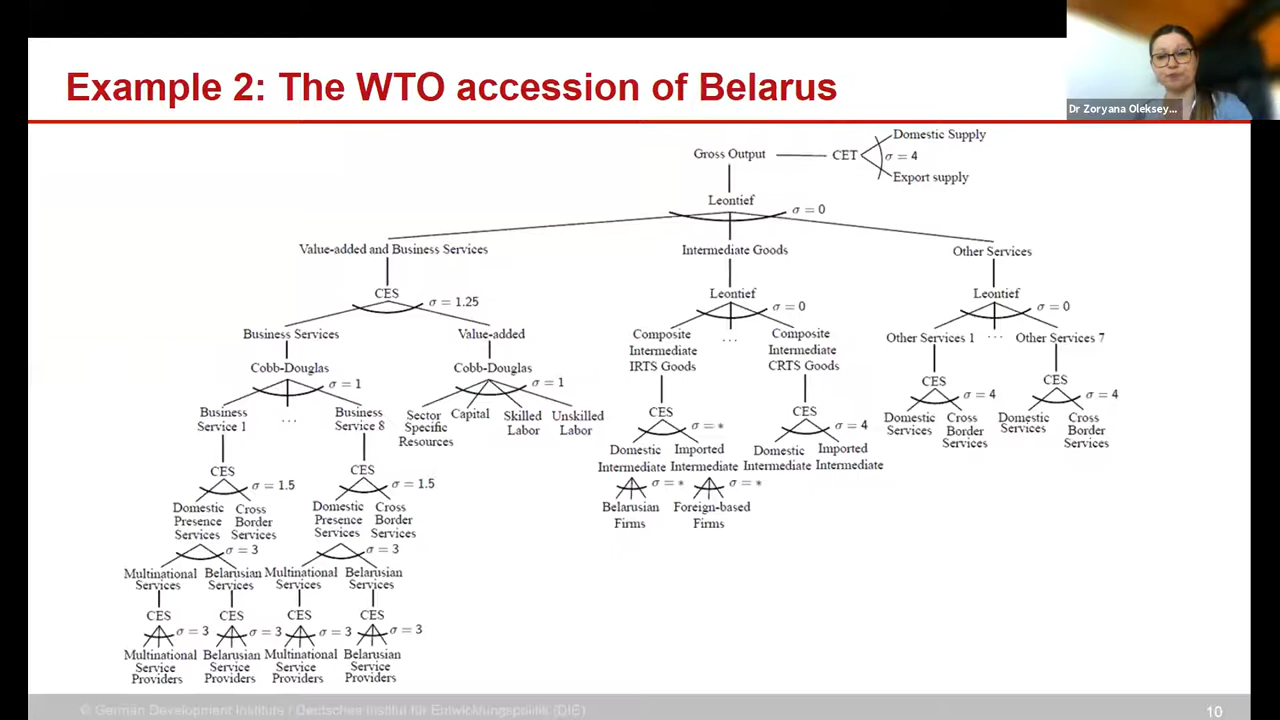 Example 2: The WTO accession of Belarus
Dr Zoryana Oleksey...
Gross Output
CET
Domestic Supply
σ = 4
Export supply
Leontief
σ = 0
Value-added and Business Services
Intermediate Goods
Other Services
CES
σ = 1.25
Leontief
σ = 0
Leontief
σ = 0
Business Services
Value-added
Composite
Intermediate
IRTS Goods
...
Composite
Intermediate
CRTS Goods
Other Services 1
...
Other Services 7
Cobb-Douglas
σ = 1
Cobb-Douglas
σ = 1
CES
σ = 4
CES
σ = 4
Business
Service 1
...
Business
Service 8
Sector
Specific
Resources
Capital
Skilled
Labor
Unskilled
Labor
CES
σ = *
CES
σ = 4
Domestic
Services
Cross
Border
Services
Domestic
Services
Cross
Border
Services
Domestic
Intermediate
Imported
Intermediate
Domestic
Intermediate
Imported
Intermediate
CES
σ = 1.5
CES
σ = 1.5
σ = *
σ = *
Belarusian
Firms
Foreign-based
Firms
Domestic
Presence
Services
Cross
Border
Services
Domestic
Presence
Services
Cross
Border
Services
σ = 3
σ = 3
Multinational
Services
Belarusian
Services
Multinational
Services
Belarusian
Services
CES
CES
CES
CES
σ = 3
σ = 3
σ = 3
σ = 3
Multinational
Service
Providers
Belarusian
Service
Providers
Multinational
Service
Providers
Belarusian
Service
Providers
© German Development Institute / Deutsches Institut für Entwicklungspolitik (DIE)
10